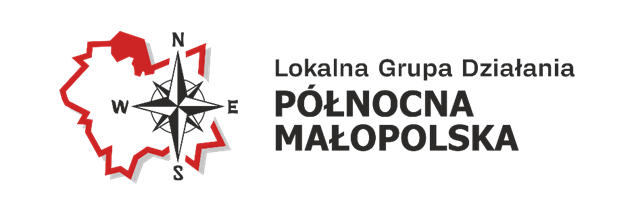 N
W E
S
Lokalna Grupa Działania
PÓŁNOCNA
MAŁOPOLSKA